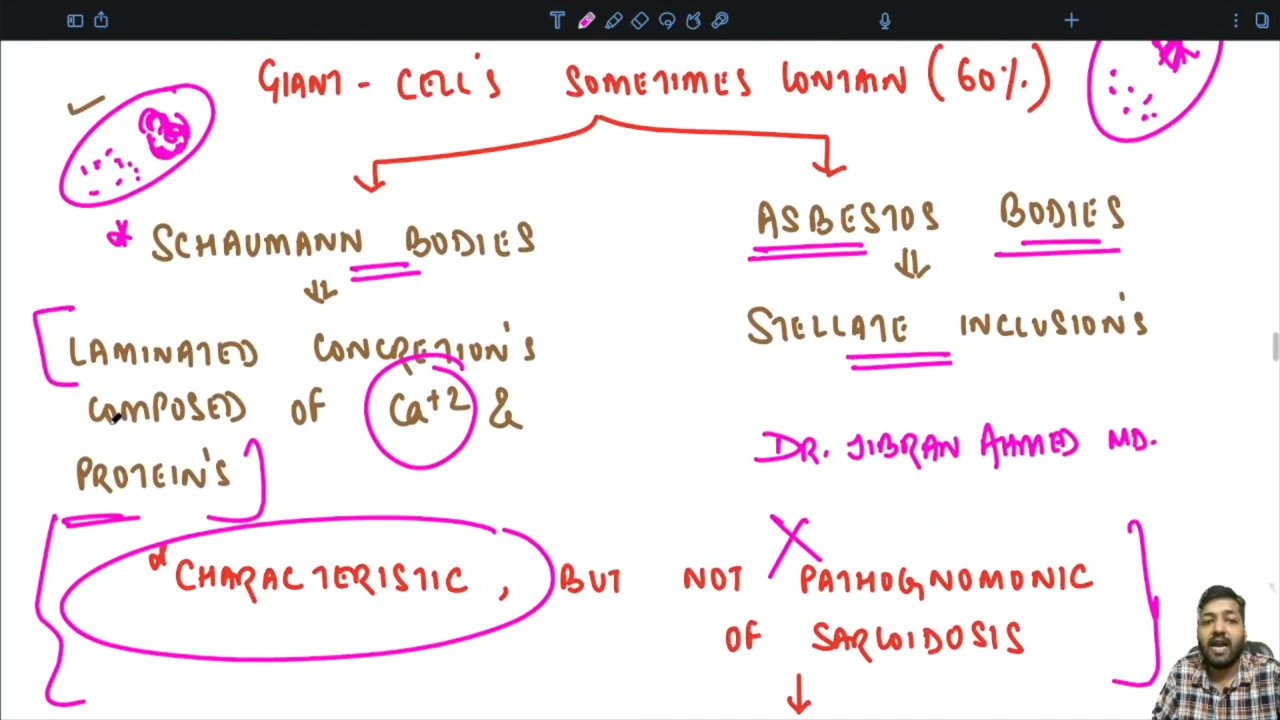 GIANT - CELL'S SOMETIMES CONTAIN (60%)
* SCHAUMANN BODIES
ASBESTOS BODIES
LAMINATED CONCRETION'S
COMPOSED OF Ca+2 &
PROTEIN'S
STELLATE INCLUSION'S
DR. JIBRAN AHMED MD.
* CHARACTERISTIC, BUT NOT PATHOGNOMONIC
OF SARCOIDOSIS